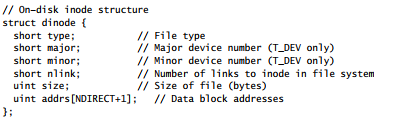 // On-disk inode structure
struct dinode {
  short type;           // File type
  short major;          // Major device number (T_DEV only)
  short minor;          // Minor device number (T_DEV only)
  short nlink;          // Number of links to inode in file system
  uint size;            // Size of file (bytes)
  uint addrs[NDIRECT+1];   // Data block addresses
};